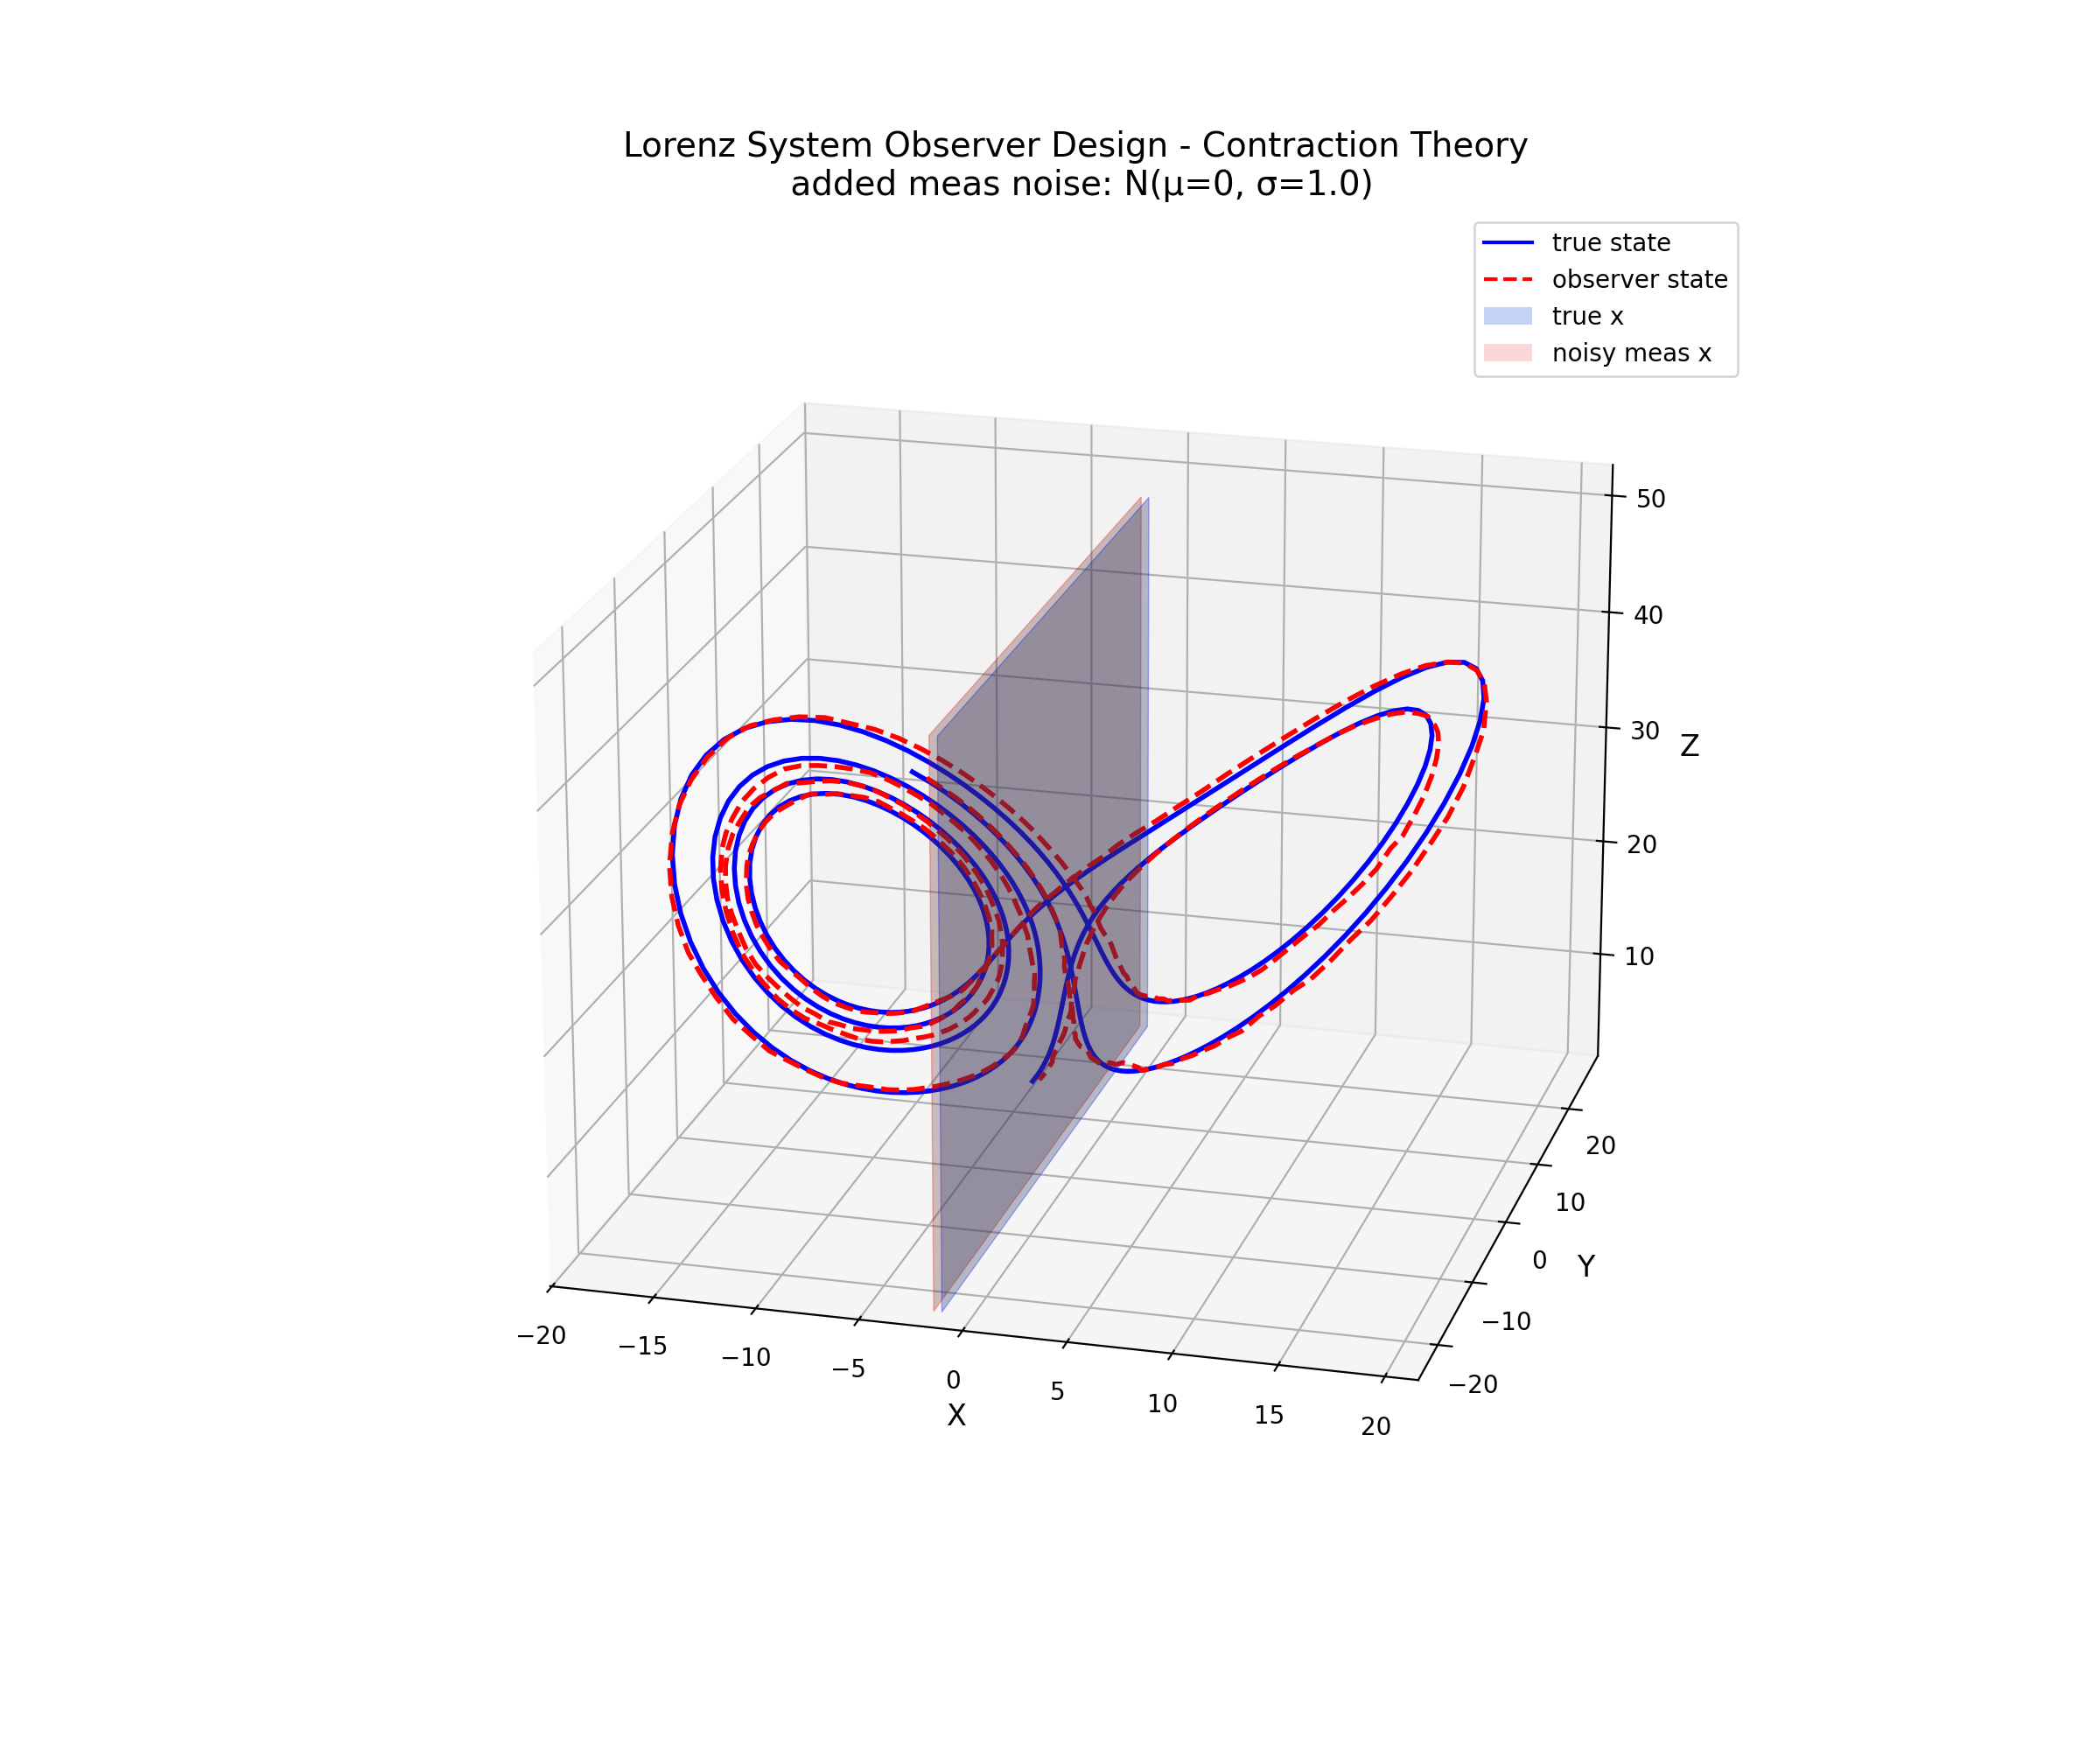 Lorenz System Observer Design - Contraction Theory
added meas noise: N(μ=0, σ=1.0)
true state
observer state
true x
noisy meas x
50
40
30
Z
20
10
20
10
0
Y
−10
−20
−20
−15
−10
−5
0
5
10
15
20
X